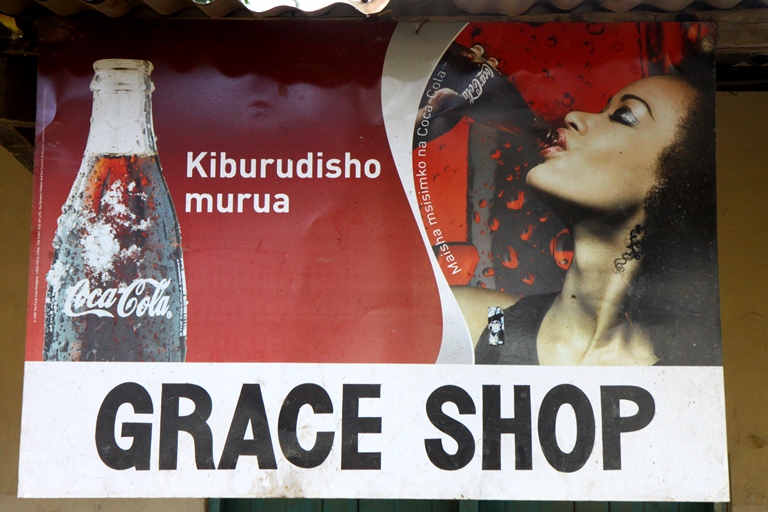 Kiburudisho
murua
Coca-Cola
Coca-Cola
Maisha msisimko na Coca-Cola
GRACE SHOP